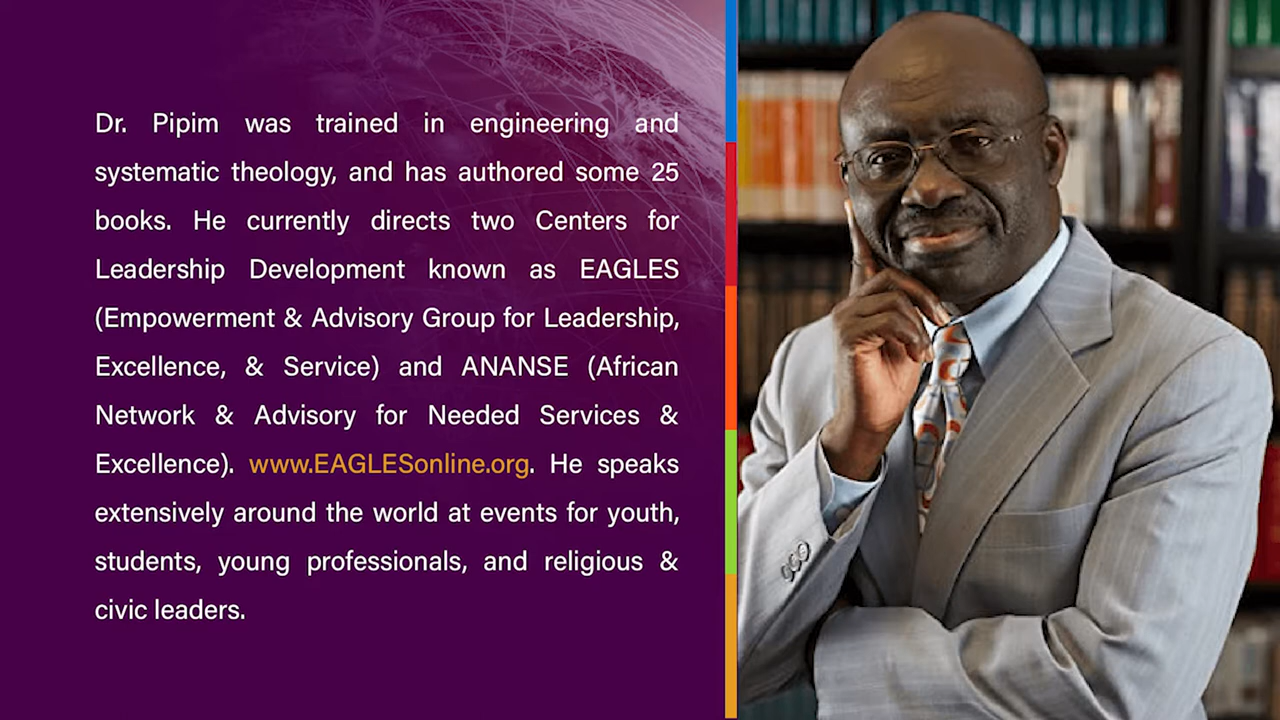 Dr. Pipim was trained in engineering and
systematic theology, and has authored some 25
books. He currently directs two Centers for
Leadership Development known as EAGLES
(Empowerment & Advisory Group for Leadership,
Excellence, & Service) and ANANSE (African
Network & Advisory for Needed Services &
Excellence). www.EAGLESonline.org. He speaks
extensively around the world at events for youth,
students, young professionals, and religious &
civic leaders.